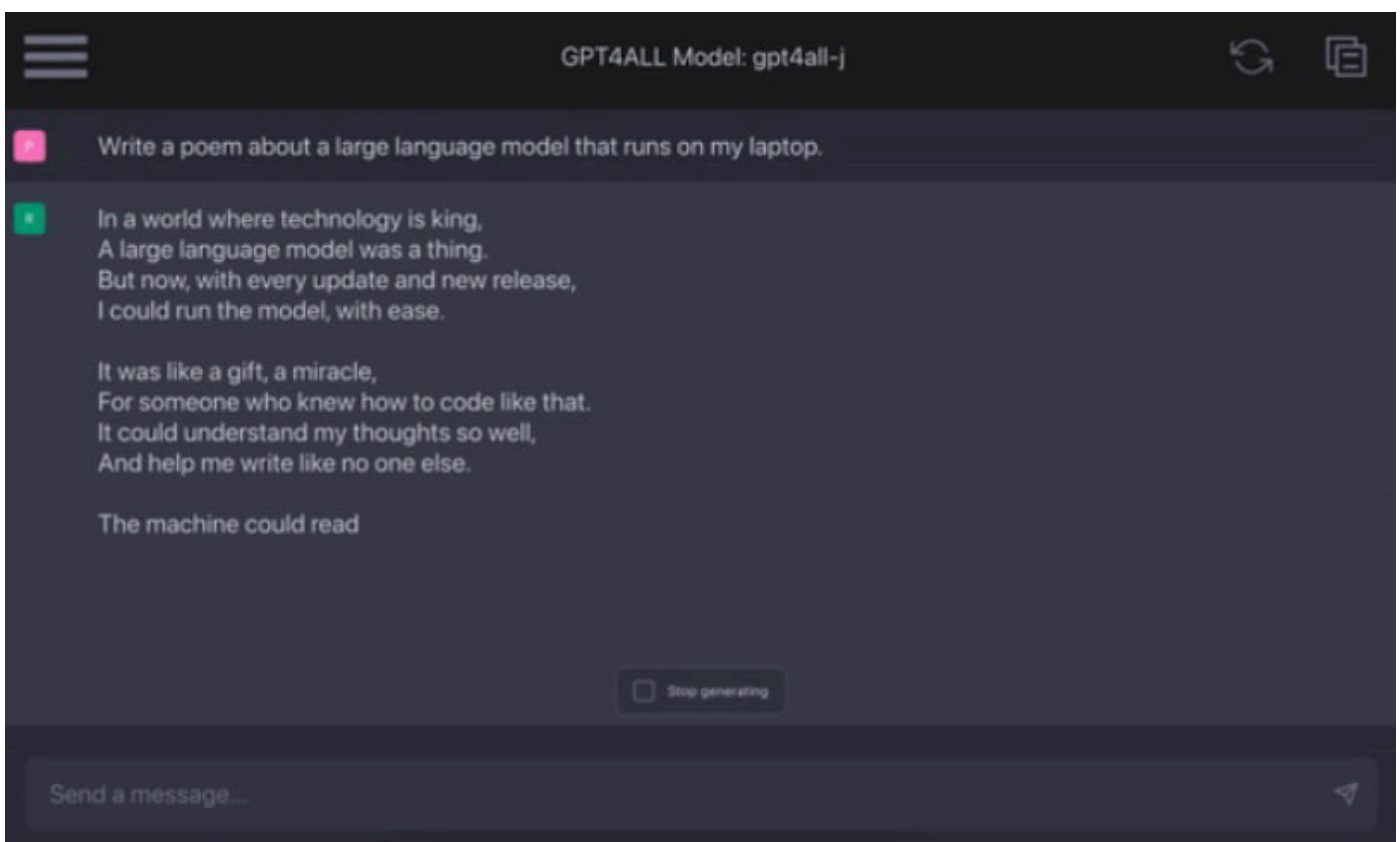 GPT4ALL Model: gpt4all-j
P
Write a poem about a large language model that runs on my laptop.
R
In a world where technology is king,
A large language model was a thing.
But now, with every update and new release,
I could run the model, with ease.
It was like a gift, a miracle,
For someone who knew how to code like that.
It could understand my thoughts so well,
And help me write like no one else.
The machine could read
Stop generating
Send a message...